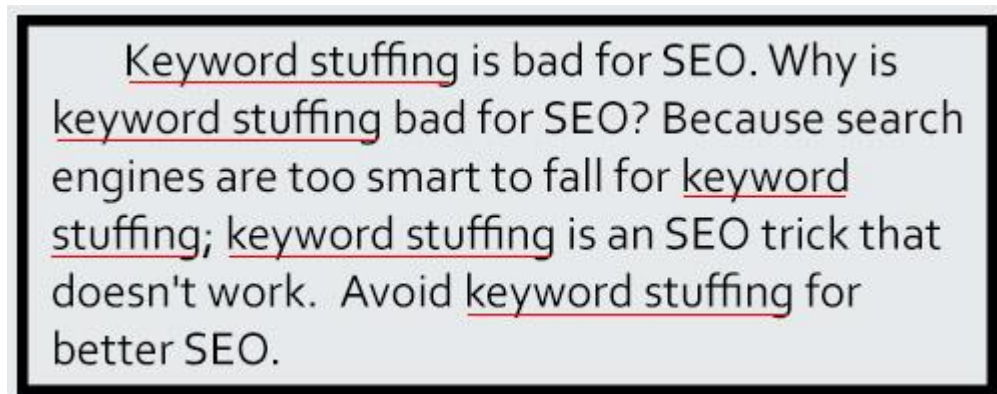 Keyword stuffing is bad for SEO. Why is
keyword stuffing bad for SEO? Because search
engines are too smart to fall for keyword
stuffing; keyword stuffing is an SEO trick that
doesn't work.  Avoid keyword stuffing for
better SEO.